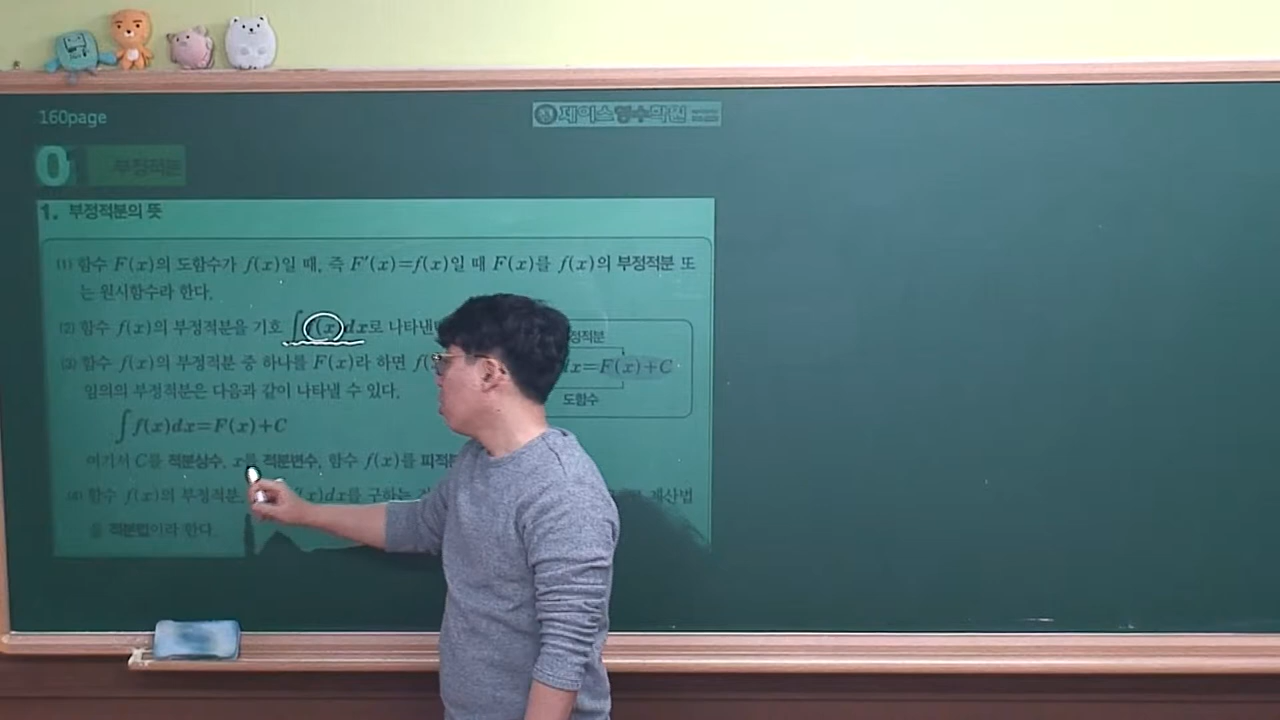 160page
제이스영수학원
0
부정적분
1. 부정적분의 뜻
(1) 함수 F(x)의 도함수가 f(x)일 때, 즉 F′(x)=f(x)일 때 F(x)를 f(x)의 부정적분 또
는 원시함수라 한다.
(2) 함수 f(x)의 부정적분을 기호 ∫f(x)dx로 나타낸
(3) 함수 f(x)의 부정적분 중 하나를 F(x)라 하면
임의의 부정적분은 다음과 같이 나타낼 수 있다.
∫f(x)dx=F(x)+C
dx=F(x)+C
도함수
여기서 C를 적분상수, x를 적분변수, 함수 f(x)를
(4) 함수 f(x)의 부정적분 (x)dx를 구하는 계산법
을 적분법이라 한다.